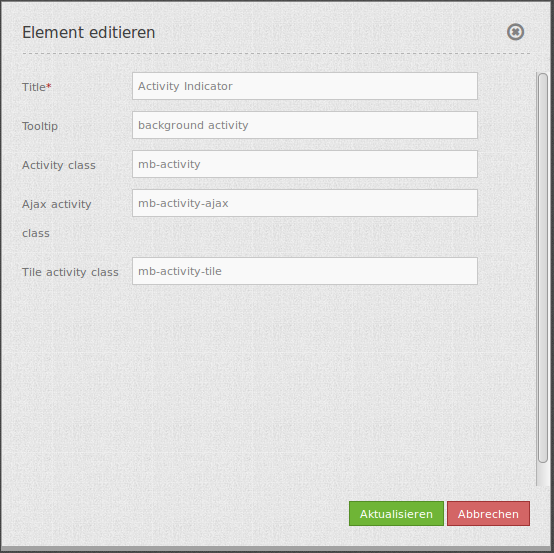 Element editieren
Title* Activity Indicator
Tooltip background activity
Activity class mb-activity
Ajax activity class mb-activity-ajax
Tile activity class mb-activity-tile
Aktualisieren Abbrechen